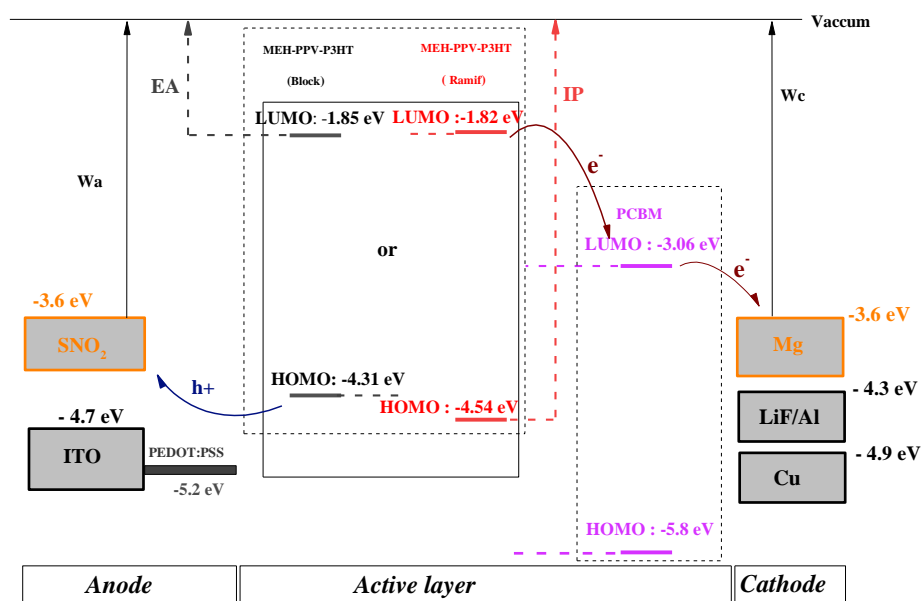 Vaccum
MEH-PPV-P3HT
(Block)
MEH-PPV-P3HT
( Ramif)
EA
IP
Wc
LUMO: -1.85 eV
LUMO :-1.82 eV
e-
Wa
PCBM
or
LUMO : -3.06 eV
e-
-3.6 eV
SNO2
-3.6 eV
Mg
HOMO: -4.31 eV
h+
HOMO : -4.54 eV
- 4.3 eV
LiF/Al
- 4.7 eV
ITO
PEDOT:PSS
-5.2 eV
- 4.9 eV
Cu
HOMO : -5.8 eV
Anode
Active layer
Cathode